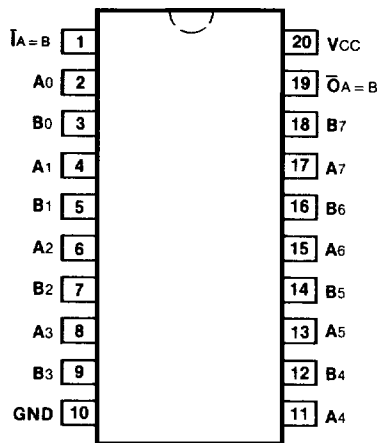 ĪA=B 1 20 VCC
A0 2 19 ŌA=B
B0 3 18 B7
A1 4 17 A7
B1 5 16 B6
A2 6 15 A6
B2 7 14 B5
A3 8 13 A5
B3 9 12 B4
GND 10 11 A4